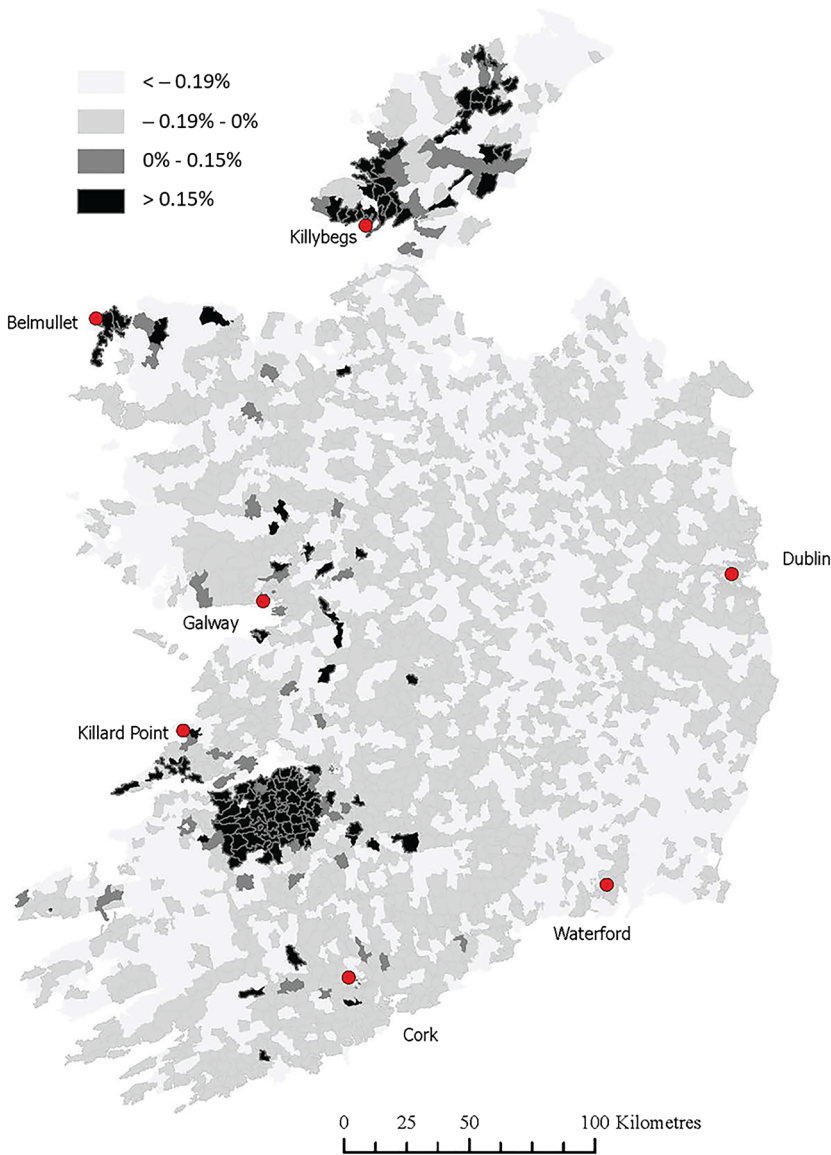 < – 0.19%
– 0.19% - 0%
0% - 0.15%
> 0.15%
Killybegs
Belmullet
Dublin
Galway
Killard Point
Waterford
Cork
0 25 50 100 Kilometres